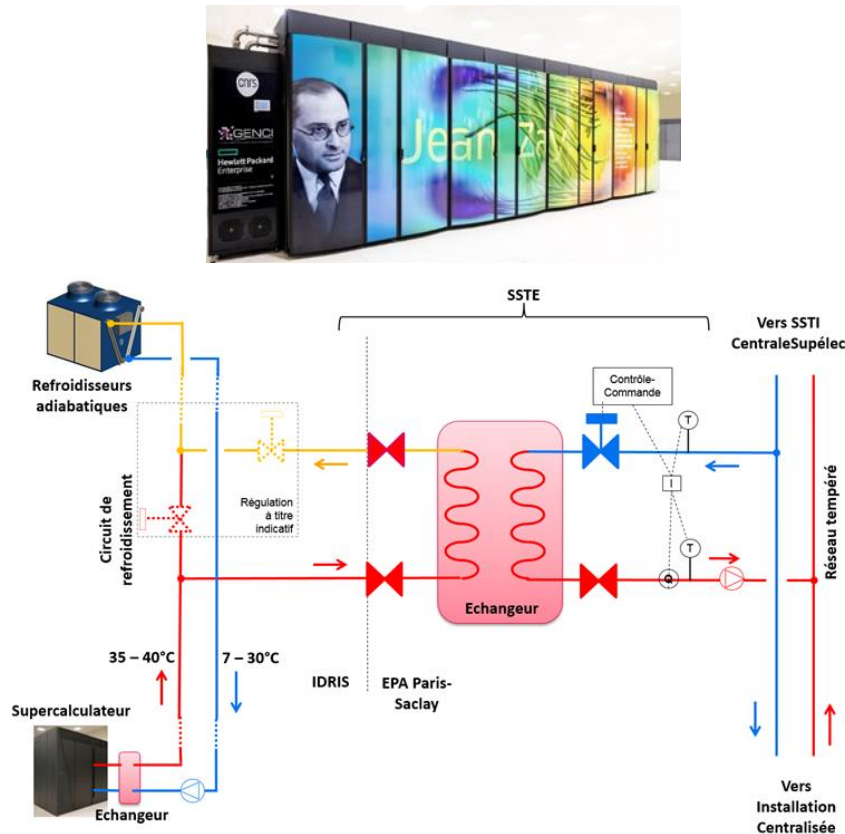 cnrs
GENCI
Hewlett Packard
Enterprise
Jean Zay
SSTE
Vers SSTI
CentraleSupélec
Refroidisseurs
adiabatiques
Contrôle-
Commande
T
I
Régulation
à titre
indicatif
Circuit de
refroidissement
T
Q
Echangeur
Réseau tempéré
35 – 40°C
7 – 30°C
IDRIS
EPA Paris-
Saclay
Supercalculateur
Echangeur
Vers
Installation
Centralisée